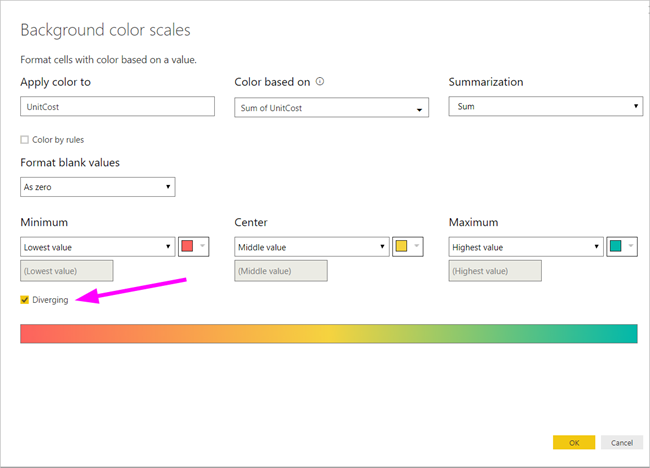 Background color scales
Format cells with color based on a value.
Apply color to
Color based on
Summarization
UnitCost
Sum of UnitCost
Sum
Color by rules
Format blank values
As zero
Minimum
Center
Maximum
Lowest value
Middle value
Highest value
(Lowest value)
(Middle value)
(Highest value)
Diverging
OK
Cancel